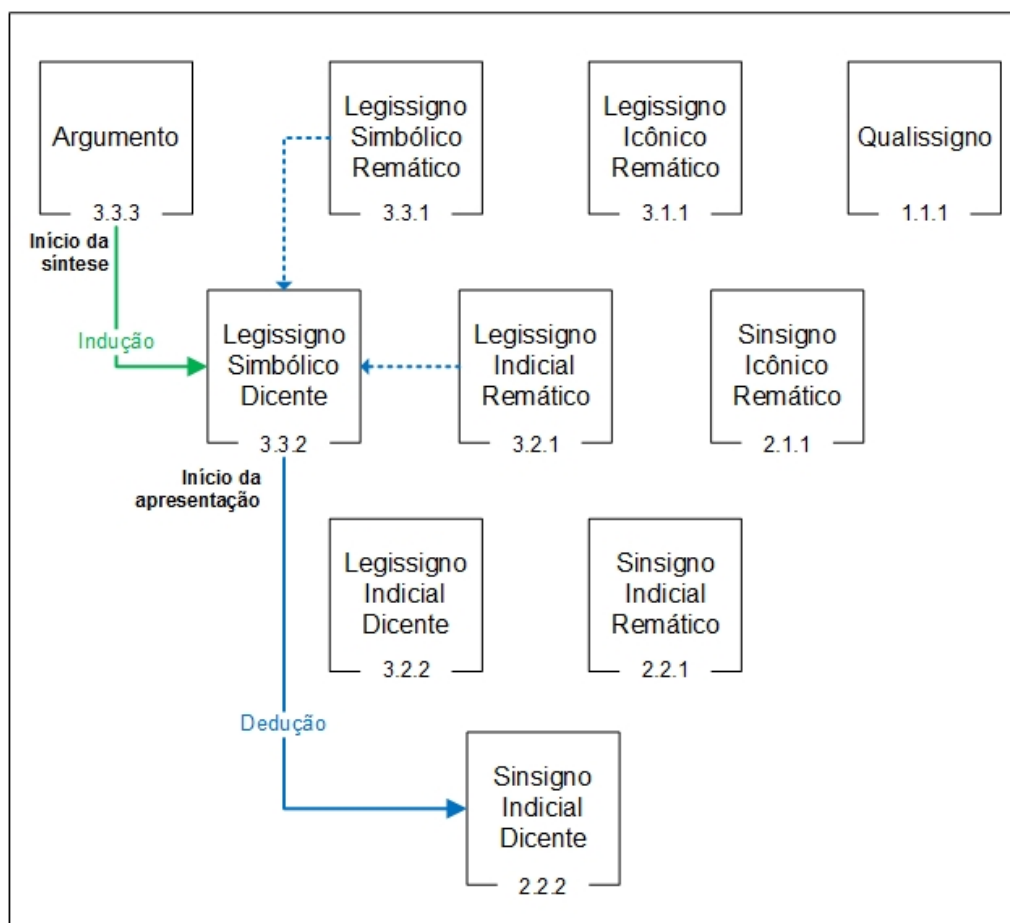 Argumento
3.3.3
Legissigno
Simbólico
Remático
3.3.1
Legissigno
Icônico
Remático
3.1.1
Qualissigno
1.1.1
Início da
síntese
Indução
Legissigno
Simbólico
Dicente
3.3.2
Legissigno
Indicial
Remático
3.2.1
Sinsigno
Icônico
Remático
2.1.1
Início da
apresentação
Legissigno
Indicial
Dicente
3.2.2
Sinsigno
Indicial
Remático
2.2.1
Dedução
Sinsigno
Indicial
Dicente
2.2.2